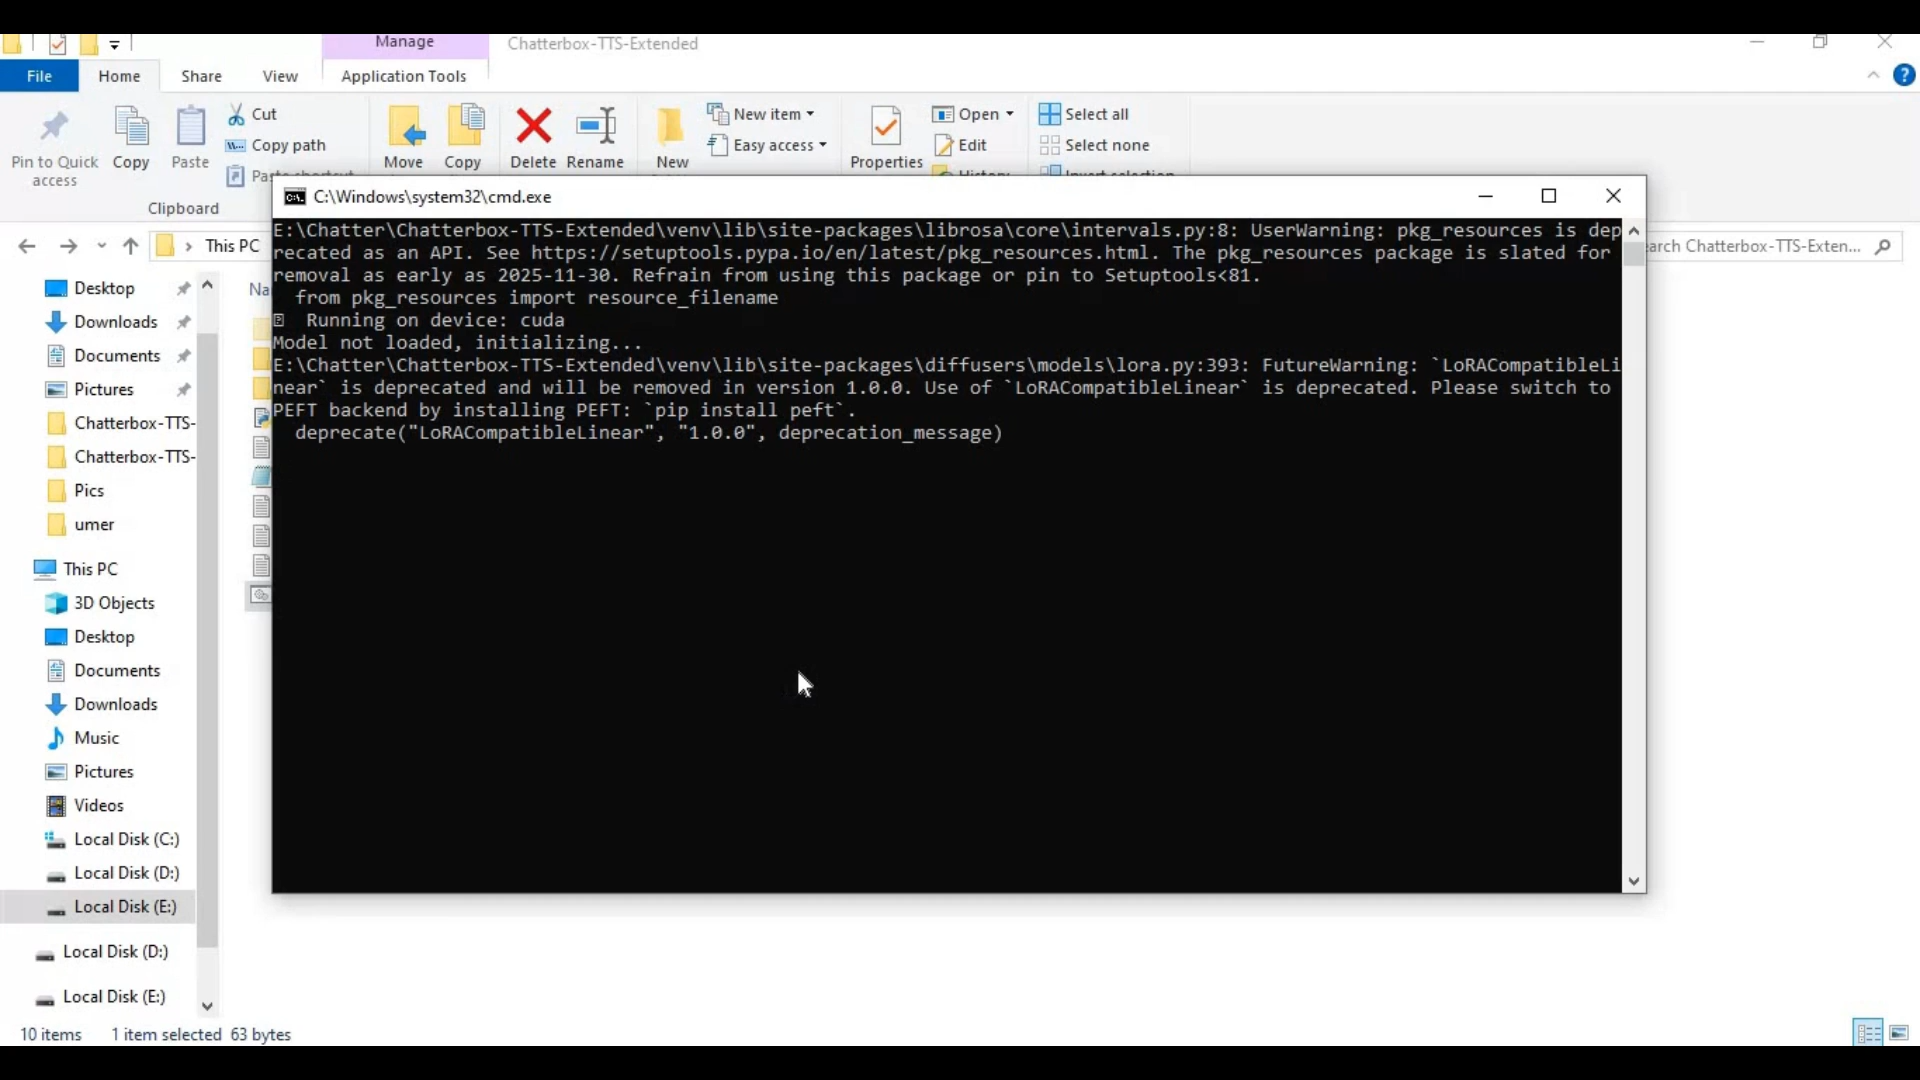 Manage
Chatterbox-TTS-Extended
File
Home
Share
View
Application Tools
Pin to Quick
access
Copy
Paste
Cut
Copy path
Paste shortcut
Clipboard
Move
Copy
Delete
Rename
New
New item
Easy access
Properties
Open
Edit
History
Select all
Select none
Invert selection
C:\Windows\system32\cmd.exe
This PC
earch Chatterbox-TTS-Exten...
Na
E:\Chatter\Chatterbox-TTS-Extended\venv\lib\site-packages\librosa\core\intervals.py:8: UserWarning: pkg_resources is dep
recated as an API. See https://setuptools.pypa.io/en/latest/pkg_resources.html. The pkg_resources package is slated for
removal as early as 2025-11-30. Refrain from using this package or pin to Setuptools<81.
  from pkg_resources import resource_filename
Running on device: cuda
Model not loaded, initializing...
E:\Chatter\Chatterbox-TTS-Extended\venv\lib\site-packages\diffusers\models\lora.py:393: FutureWarning: `LoRACompatibleLi
near` is deprecated and will be removed in version 1.0.0. Use of `LoRACompatibleLinear` is deprecated. Please switch to
PEFT backend by installing PEFT: `pip install peft`.
  deprecate("LoRACompatibleLinear", "1.0.0", deprecation_message)
Desktop
Downloads
Documents
Pictures
Chatterbox-TTS-
Chatterbox-TTS-
Pics
umer
This PC
3D Objects
Desktop
Documents
Downloads
Music
Pictures
Videos
Local Disk (C:)
Local Disk (D:)
Local Disk (E:)
Local Disk (D:)
Local Disk (E:)
10 items
1 item selected 63 bytes